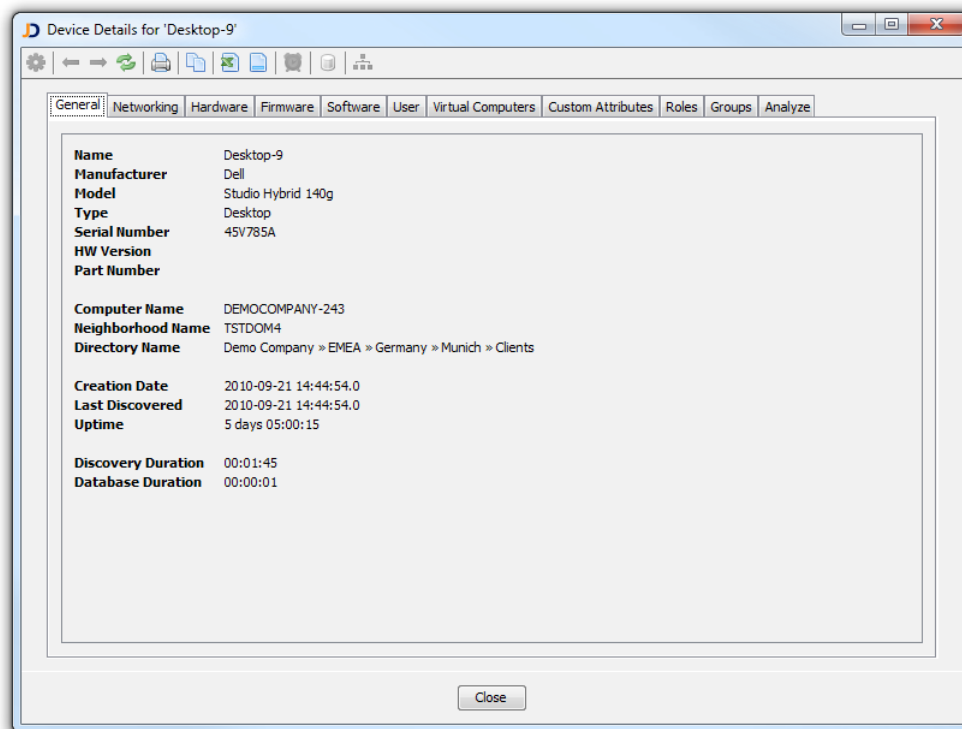 Device Details for 'Desktop-9'
General Networking Hardware Firmware Software User Virtual Computers Custom Attributes Roles Groups Analyze
Name Desktop-9
Manufacturer Dell
Model Studio Hybrid 140g
Type Desktop
Serial Number 45V785A
HW Version
Part Number
Computer Name DEMOCOMPANY-243
Neighborhood Name TSTDOM4
Directory Name Demo Company » EMEA » Germany » Munich » Clients
Creation Date 2010-09-21 14:44:54.0
Last Discovered 2010-09-21 14:44:54.0
Uptime 5 days 05:00:15
Discovery Duration 00:01:45
Database Duration 00:00:01
Close